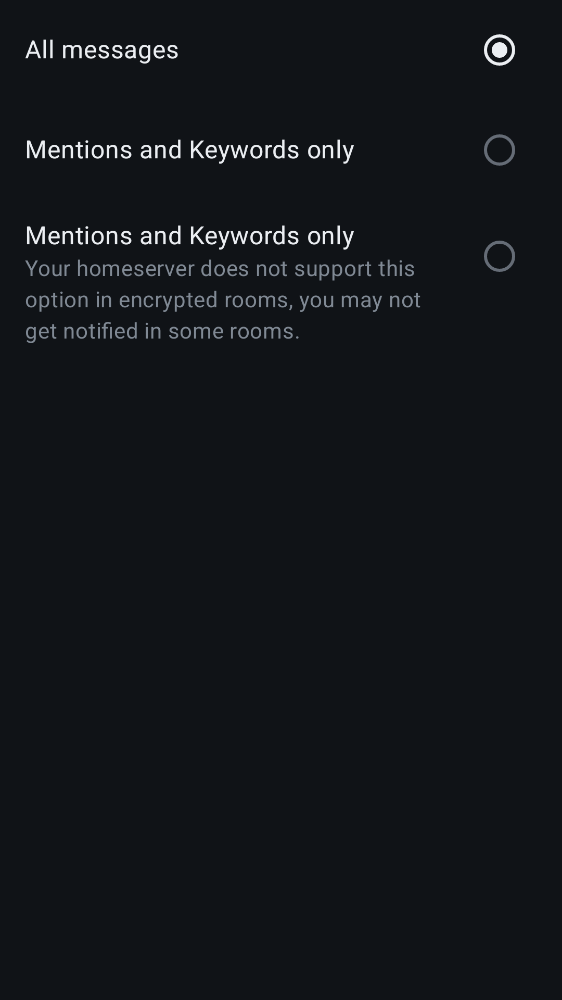 All messages
Mentions and Keywords only
Mentions and Keywords only
Your homeserver does not support this
option in encrypted rooms, you may not
get notified in some rooms.